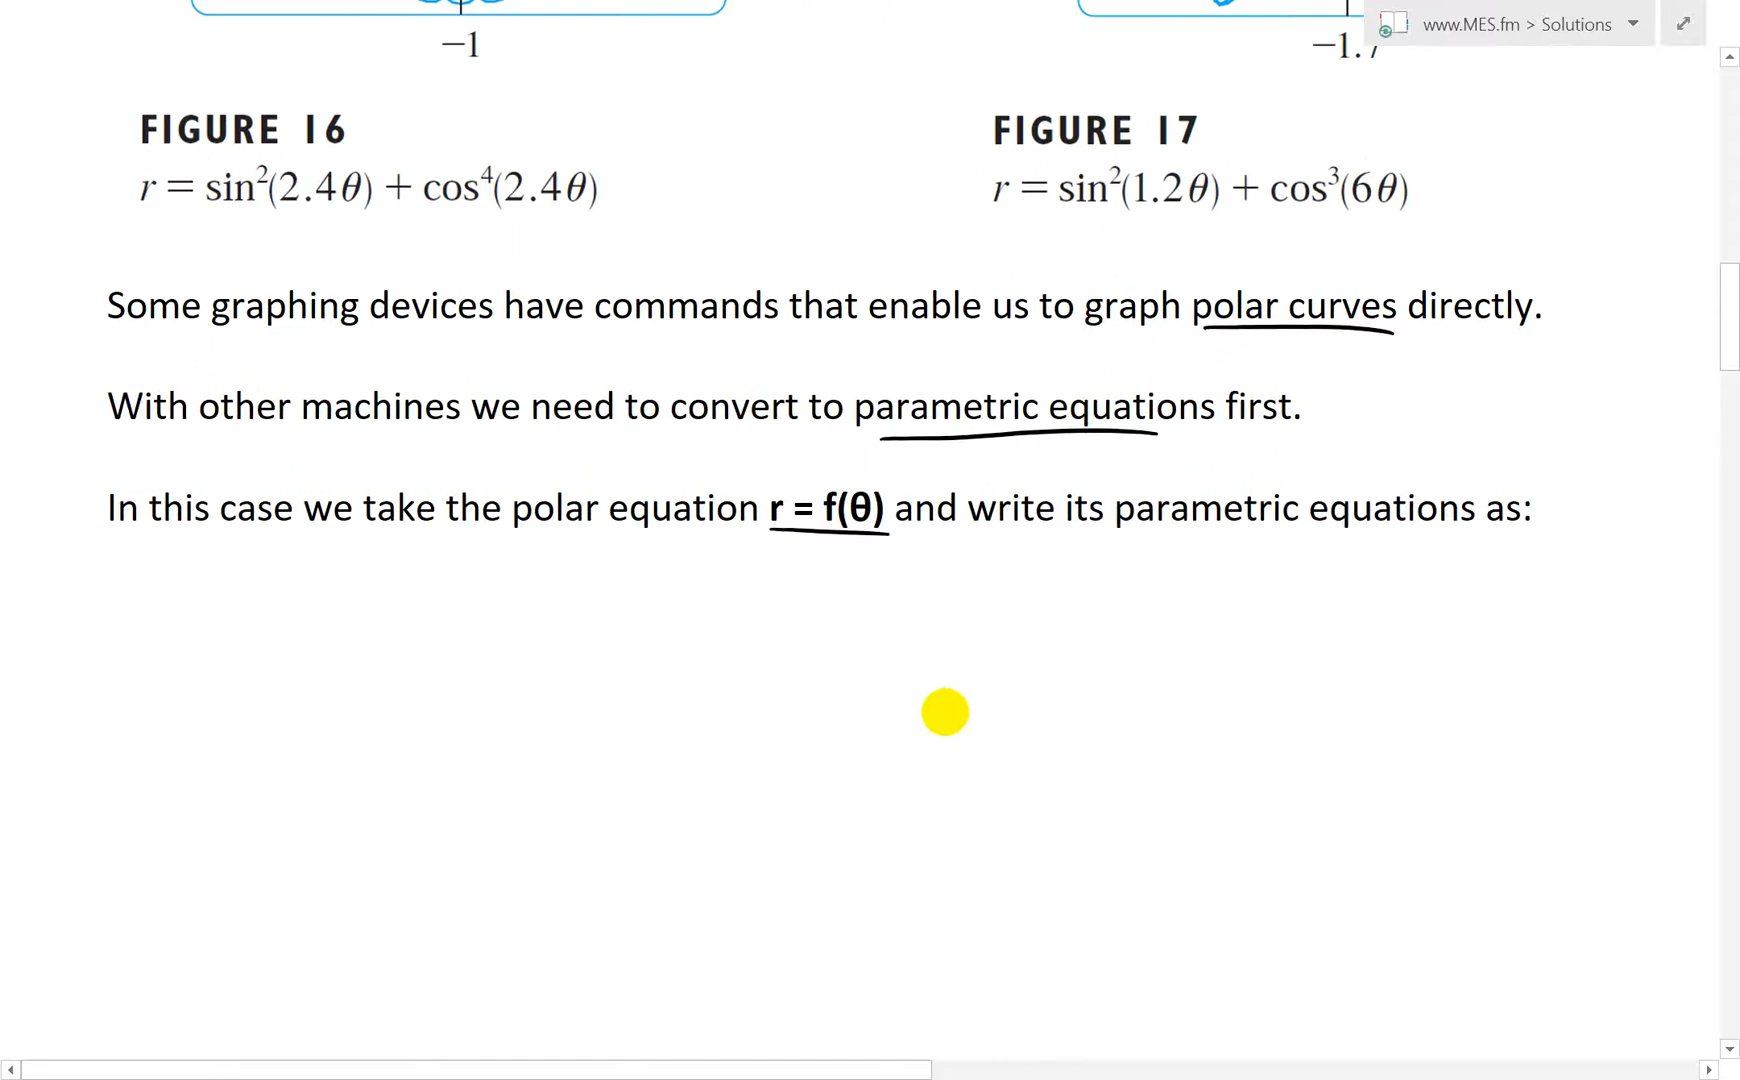 −1
−1.7
www.MES.fm > Solutions
FIGURE 16
FIGURE 17
r = sin²(2.4θ) + cos⁴(2.4θ)
r = sin²(1.2θ) + cos³(6θ)
Some graphing devices have commands that enable us to graph polar curves directly.
With other machines we need to convert to parametric equations first.
In this case we take the polar equation r = f(θ) and write its parametric equations as: